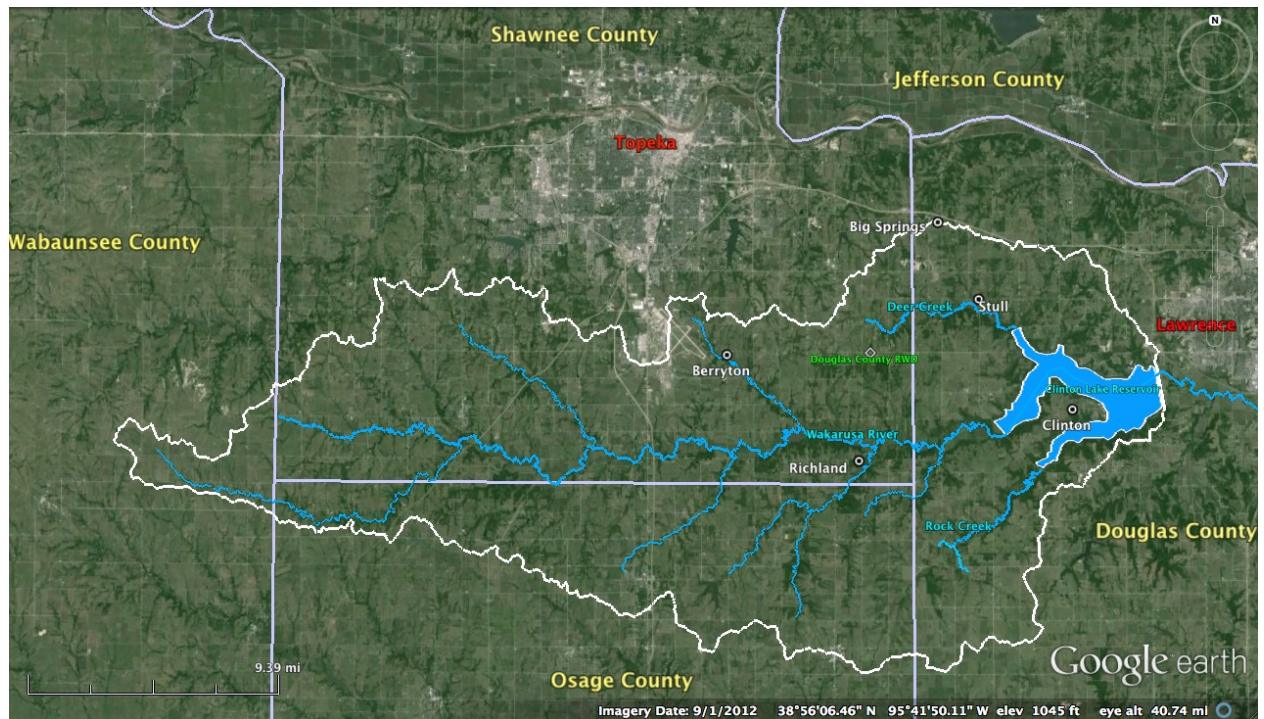 N
Shawnee County
Jefferson County
Topeka
Big Springs
Wabaunsee County
Deer Creek
Stull
Lawrence
Douglas County RWD
Berryton
Clinton Lake Reservoir
Clinton
Wakarusa River
Richland
Rock Creek
Douglas County
9.39 mi
Google earth
Osage County
Imagery Date: 9/1/2012 38°56'06.46" N 95°41'50.11" W elev 1045 ft eye alt 40.74 mi